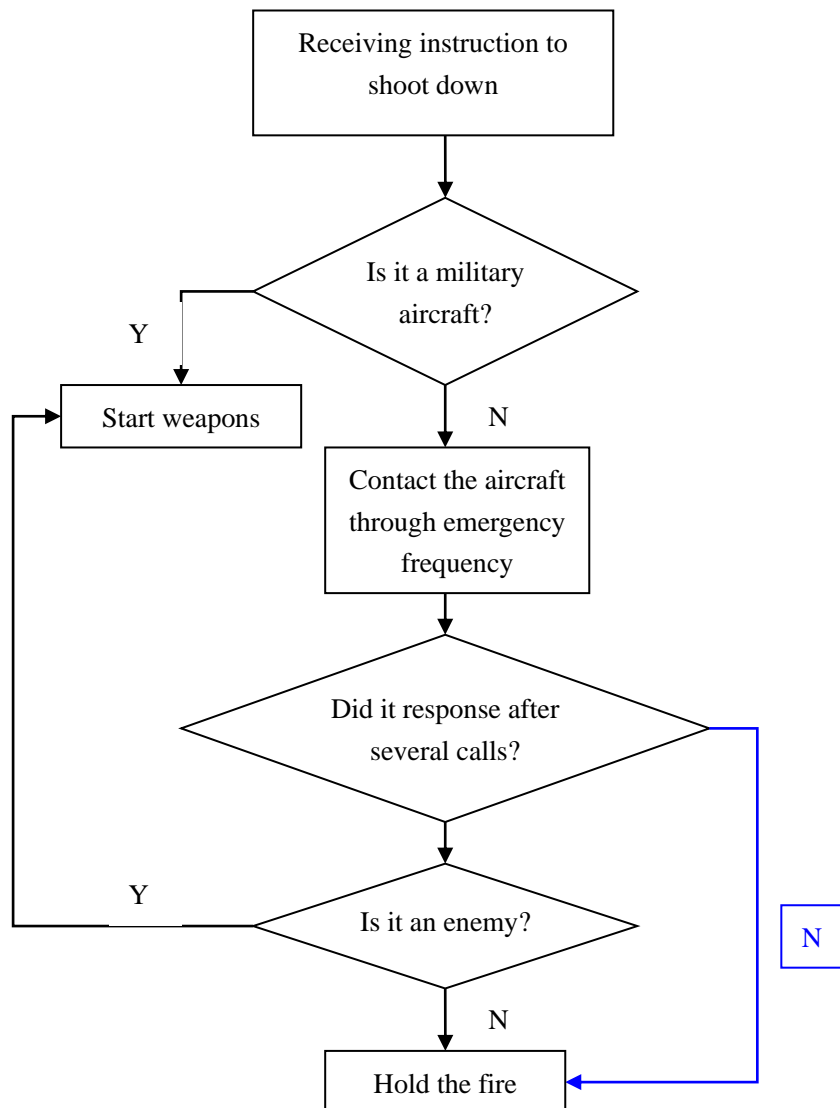 Receiving instruction to
shoot down
Is it a military
aircraft?
Y
Start weapons
N
Contact the aircraft
through emergency
frequency
Did it response after
several calls?
Y
Is it an enemy?
N
N
Hold the fire